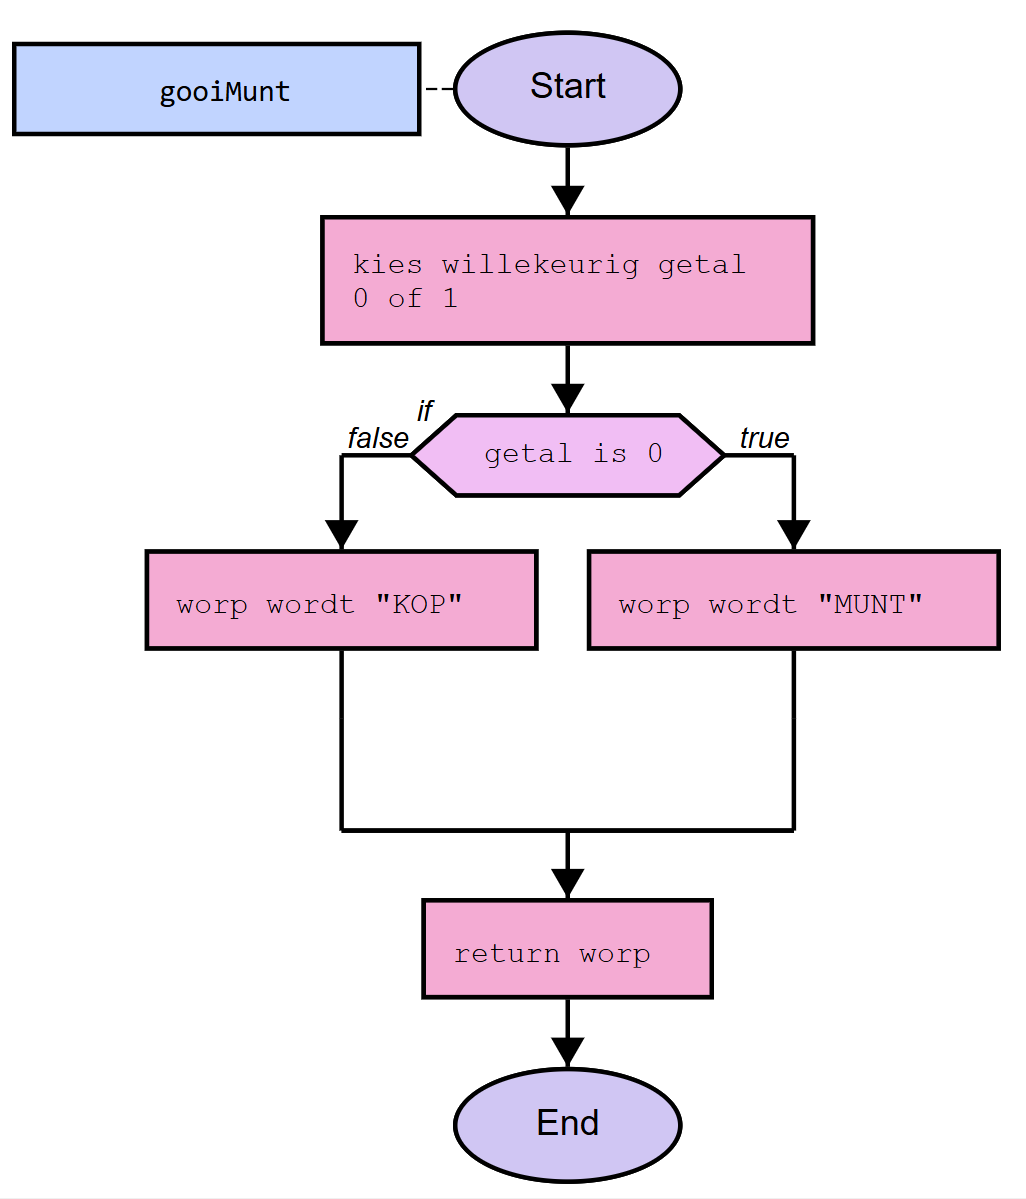 gooiMunt
Start
kies willekeurig getal
0 of 1
if
false
true
getal is 0
worp wordt "KOP"
worp wordt "MUNT"
return worp
End